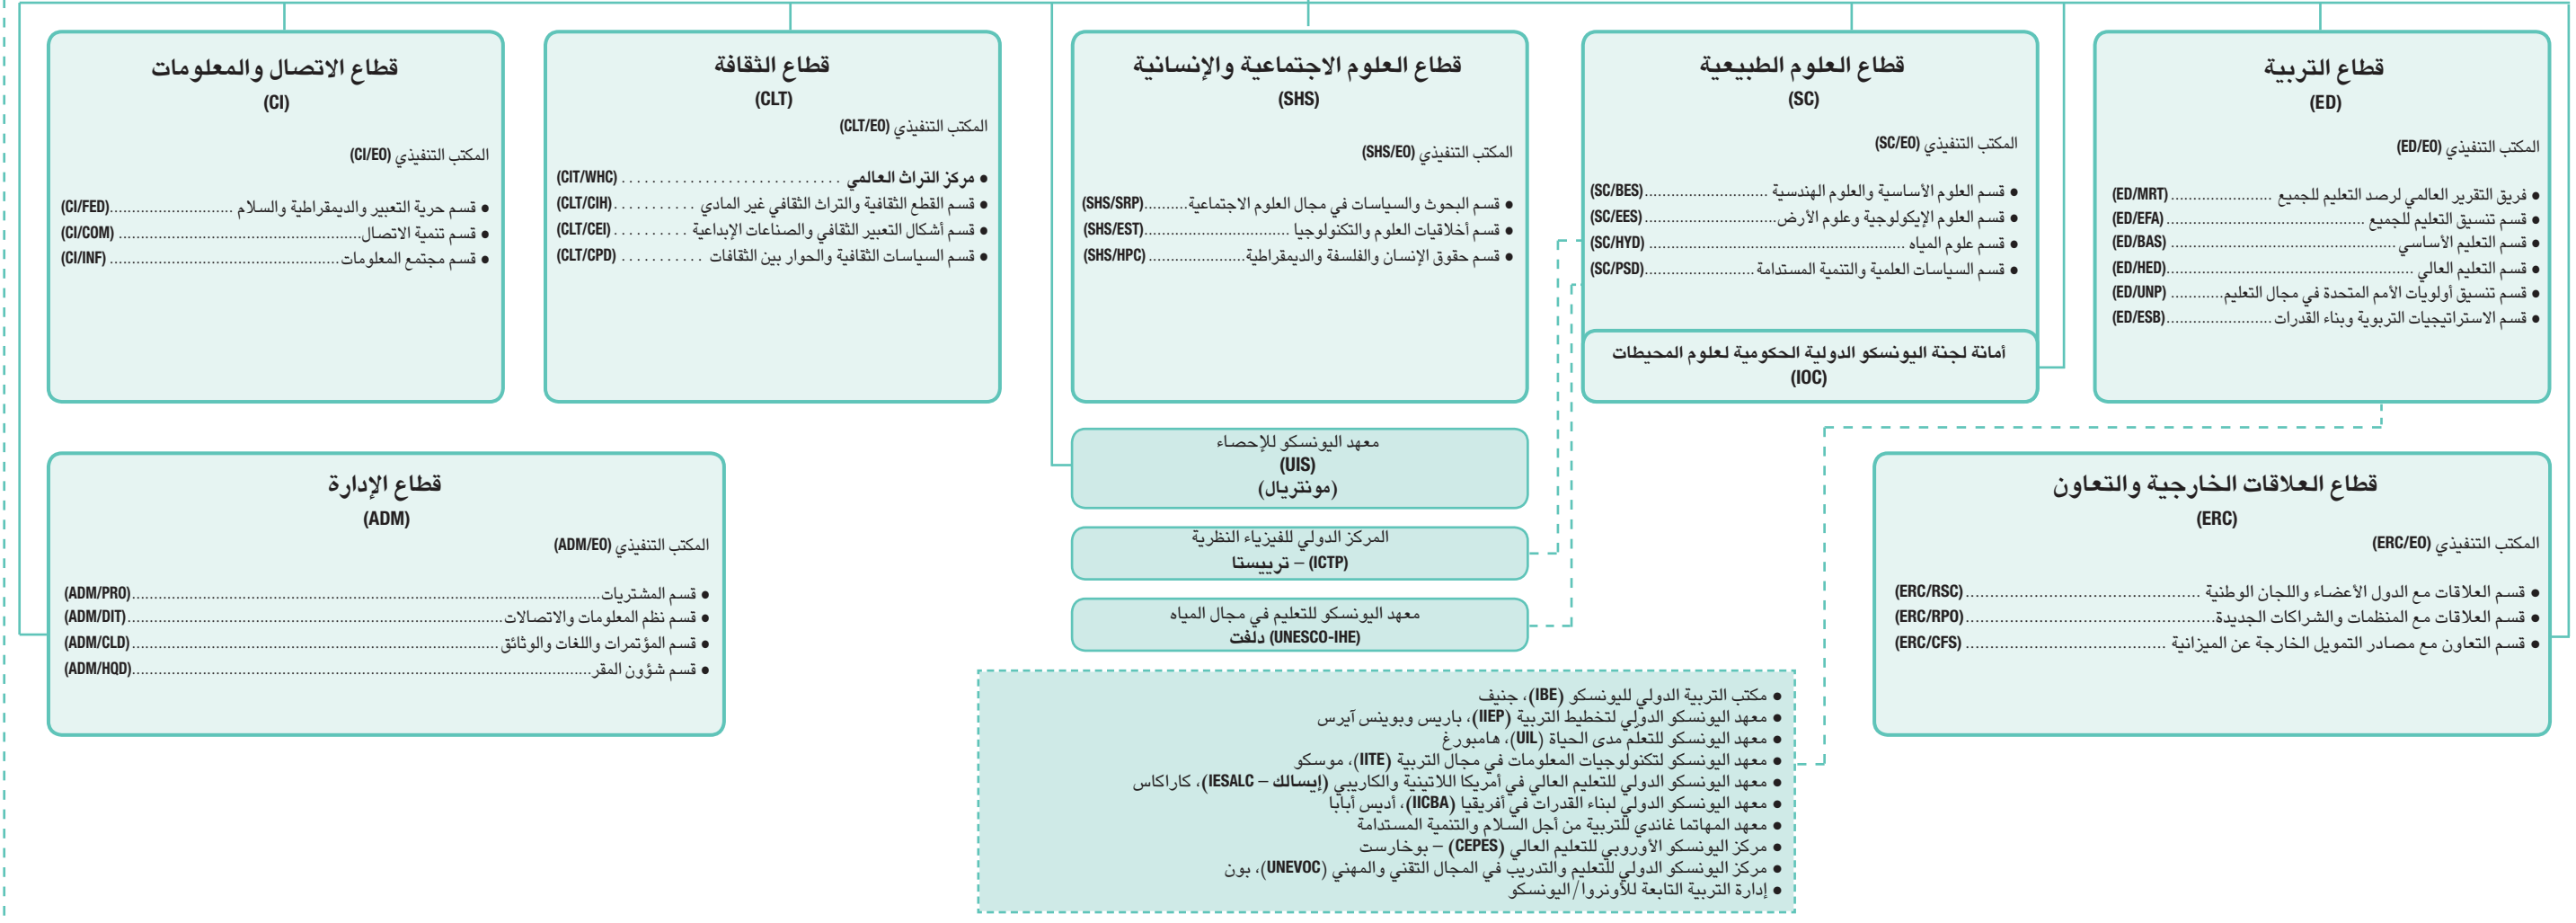 قطاع التربية
(ED)
المكتب التنفيذي (ED/EO)
● فريق التقرير العالمي لرصد التعليم للجميع ...................... (ED/MRT)
● قسم تنسيق التعليم للجميع .................................... (ED/EFA)
● قسم التعليم الأساسي ........................................... (ED/BAS)
● قسم التعليم العالي ................................................ (ED/HED)
● قسم تنسيق أولويات الأمم المتحدة في مجال التعليم............ (ED/UNP)
● قسم الاستراتيجيات التربوية وبناء القدرات ....................... (ED/ESB)
قطاع العلوم الطبيعية
(SC)
المكتب التنفيذي (SC/EO)
● قسم العلوم الأساسية والعلوم الهندسية ........................... (SC/BES)
● قسم العلوم الإيكولوجية وعلوم الأرض............................ (SC/EES)
● قسم علوم المياه ........................................................ (SC/HYD)
● قسم السياسات العلمية والتنمية المستدامة........................ (SC/PSD)
أمانة لجنة اليونسكو الدولية الحكومية لعلوم المحيطات
(IOC)
قطاع العلوم الاجتماعية والإنسانية
(SHS)
المكتب التنفيذي (SHS/EO)
● قسم البحوث والسياسات في مجال العلوم الاجتماعية.......... (SHS/SRP)
● قسم أخلاقيات العلوم والتكنولوجيا ................................ (SHS/EST)
● قسم حقوق الإنسان والفلسفة والديمقراطية..................... (SHS/HPC)
قطاع الثقافة
(CLT)
المكتب التنفيذي (CLT/EO)
● مركز التراث العالمي ............................ (CIT/WHC)
● قسم القطع الثقافية والتراث الثقافي غير المادي ........... (CLT/CIH)
● قسم أشكال التعبير الثقافي والصناعات الإبداعية .......... (CLT/CEI)
● قسم السياسات الثقافية والحوار بين الثقافات ........... (CLT/CPD)
قطاع الاتصال والمعلومات
(CI)
المكتب التنفيذي (CI/EO)
● قسم حرية التعبير والديمقراطية والسلام ........................... (CI/FED)
● قسم تنمية الاتصال..................................................... (CI/COM)
● قسم مجتمع المعلومات.................................................. (CI/INF)
معهد اليونسكو للإحصاء
(UIS)
(مونتريال)
المركز الدولي للفيزياء النظرية
(ICTP) – ترييستا
معهد اليونسكو للتعليم في مجال المياه
(UNESCO-IHE) دلفت
قطاع العلاقات الخارجية والتعاون
(ERC)
المكتب التنفيذي (ERC/EO)
● قسم العلاقات مع الدول الأعضاء واللجان الوطنية .................................................. (ERC/RSC)
● قسم العلاقات مع المنظمات والشراكات الجديدة...................................................... (ERC/RPO)
● قسم التعاون مع مصادر التمويل الخارجة عن الميزانية ........................................... (ERC/CFS)
قطاع الإدارة
(ADM)
المكتب التنفيذي (ADM/EO)
● قسم المشتريات...................................................................................................... (ADM/PRO)
● قسم نظم المعلومات والاتصالات............................................................................... (ADM/DIT)
● قسم المؤتمرات واللغات والوثائق ............................................................................... (ADM/CLD)
● قسم شؤون المقر.................................................................................................... (ADM/HQD)
● مكتب التربية الدولي لليونسكو (IBE)، جنيف
● معهد اليونسكو الدولي لتخطيط التربية (IIEP)، باريس وبوينس آيرس
● معهد اليونسكو للتعلم مدى الحياة (UIL)، هامبورغ
● معهد اليونسكو لتكنولوجيات المعلومات في مجال التربية (IITE)، موسكو
● معهد اليونسكو الدولي للتعليم العالي في أمريكا اللاتينية والكاريبي (إيسالك – IESALC)، كاراكاس
● معهد اليونسكو الدولي لبناء القدرات في أفريقيا (IICBA)، أديس أبابا
● معهد المهاتما غاندي للتربية من أجل السلام والتنمية المستدامة
● مركز اليونسكو الأوروبي للتعليم العالي (CEPES) – بوخارست
● مركز اليونسكو الدولي للتعليم والتدريب في المجال التقني والمهني (UNEVOC)، بون
● إدارة التربية التابعة للأونروا/اليونسكو